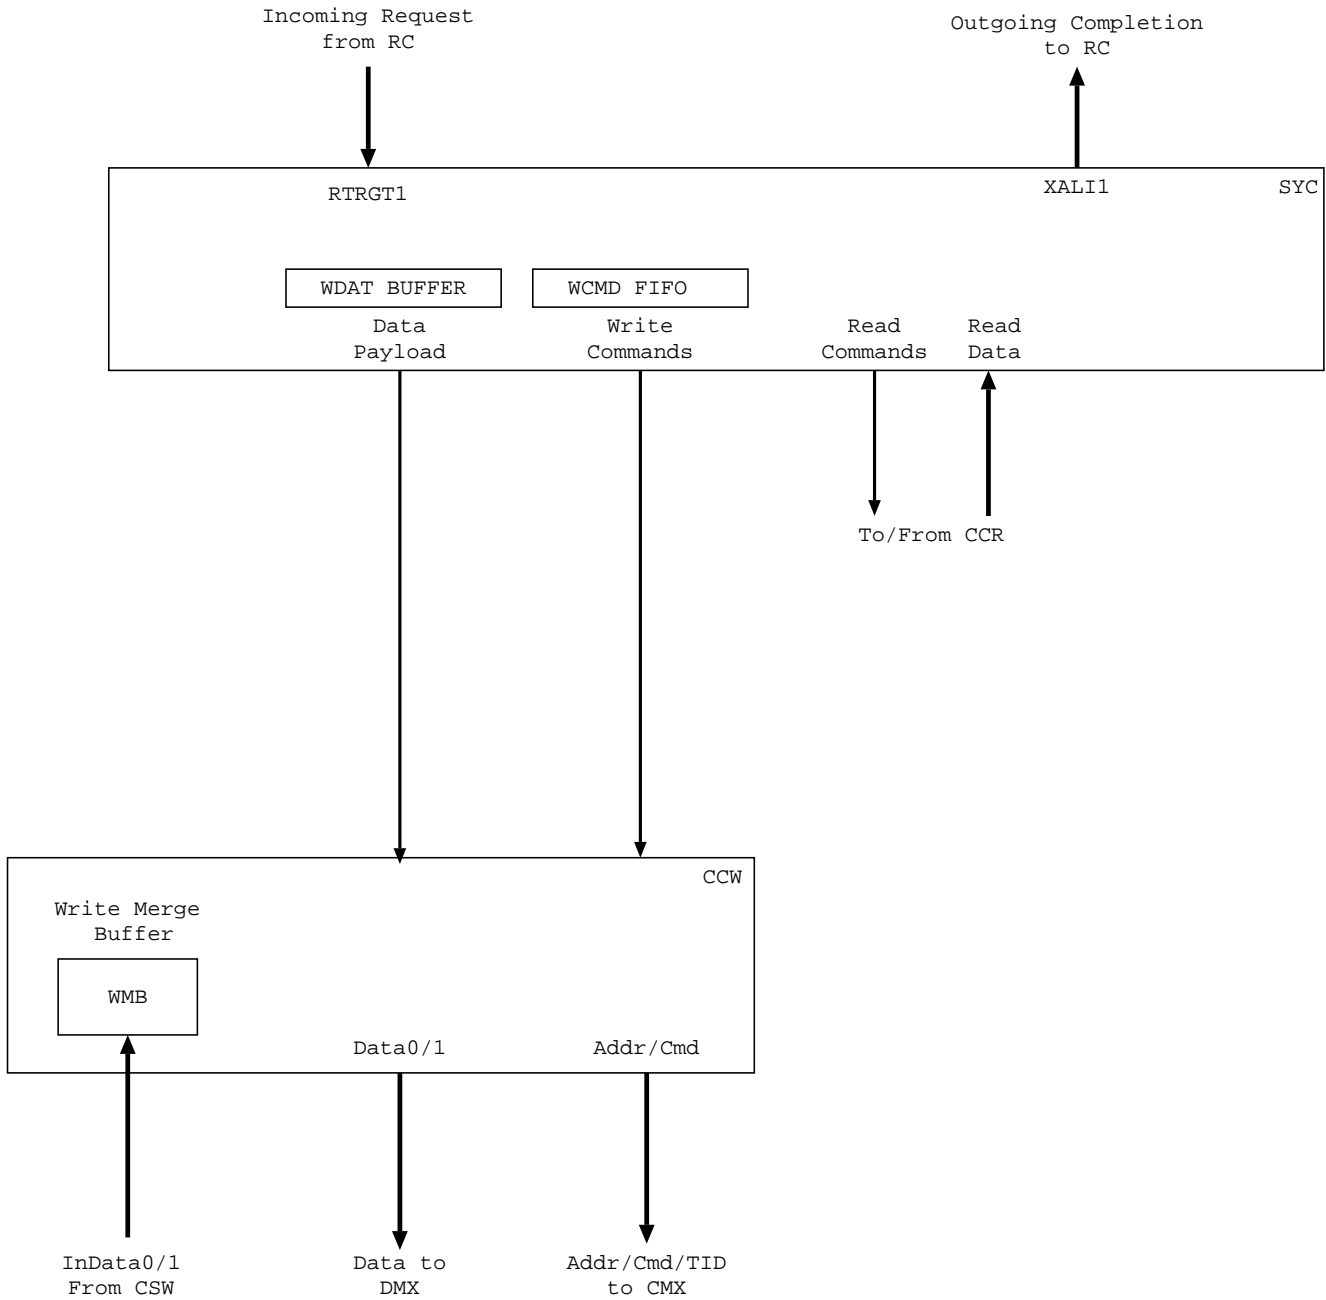 Incoming Request
from RC
Outgoing Completion
to RC
RTRGT1
XALI1
SYC
WDAT BUFFER
WCMD FIFO
Data
Payload
Write
Commands
Read
Commands
Read
Data
To/From CCR
CCW
Write Merge
Buffer
WMB
Data0/1
Addr/Cmd
InData0/1
From CSW
Data to
DMX
Addr/Cmd/TID
to CMX